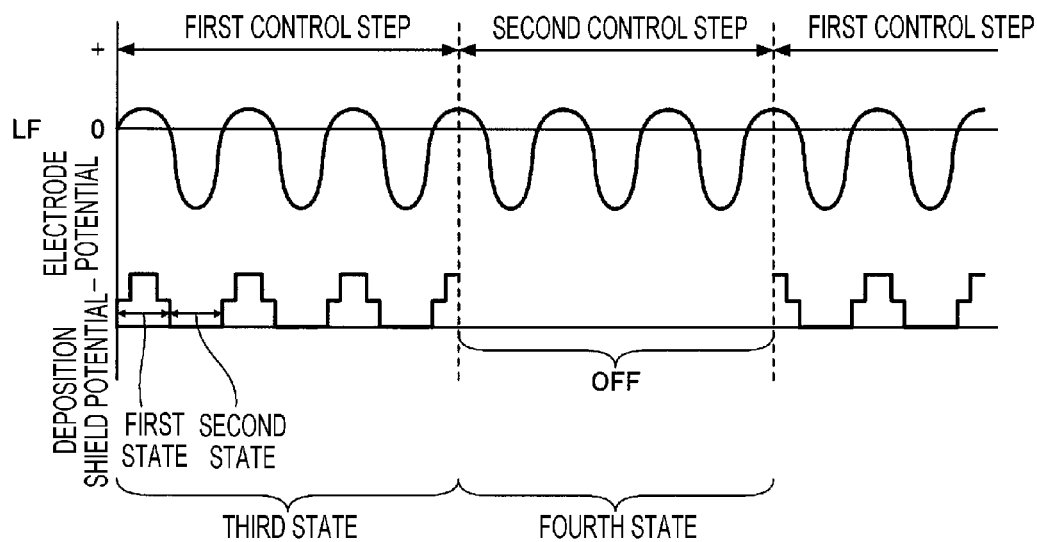 FIRST CONTROL STEP
SECOND CONTROL STEP
FIRST CONTROL STEP
+
LF
0
ELECTRODE
POTENTIAL
−
DEPOSITION
SHIELD POTENTIAL
OFF
FIRST
STATE
SECOND
STATE
THIRD STATE
FOURTH STATE